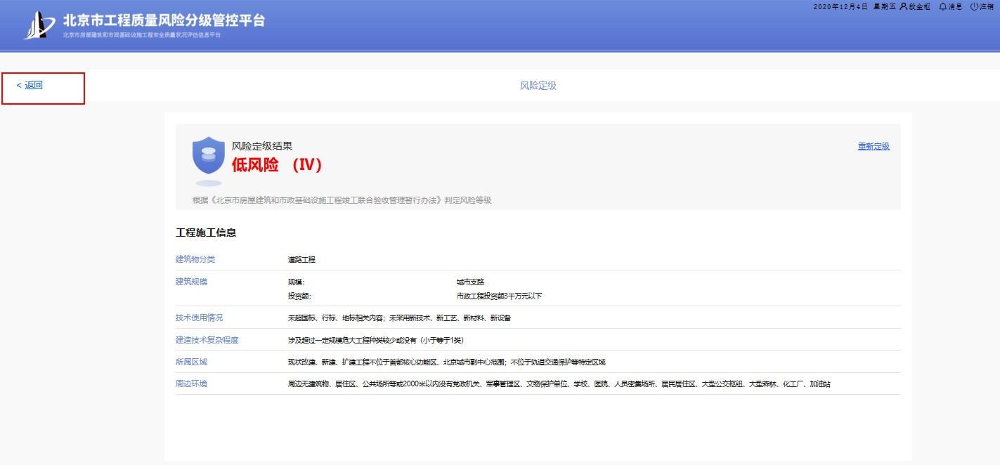 2020年12月4日 星期五 段金枢 消息 注销
北京市工程质量风险分级管控平台
北京市房屋建筑和市政基础设施工程安全质量状况评估信息平台
< 返回
风险定级
风险定级结果
重新定级
低风险 （Ⅳ）
根据《北京市房屋建筑和市政基础设施工程竣工联合验收管理暂行办法》判定风险等级
工程施工信息
建筑物分类 道路工程
建筑规模 规模： 城市支路
投资额： 市政工程投资额3千万元以下
技术使用情况 未超国标、行标、地标相关内容；未采用新技术、新工艺、新材料、新设备
建造技术复杂程度 涉及超过一定规模危大工程种类较少或没有（小于等于1类）
所属区域 现状改建、新建、扩建工程不位于首都核心功能区、北京城市副中心范围；不位于轨道交通保护等特定区域
周边环境 周边无建筑物、居住区、公共场所等或2000米以内没有党政机关、军事管理区、文物保护单位、学校、医院、人员密集场所、居民居住区、大型公交枢纽、大型森林、化工厂、加油站